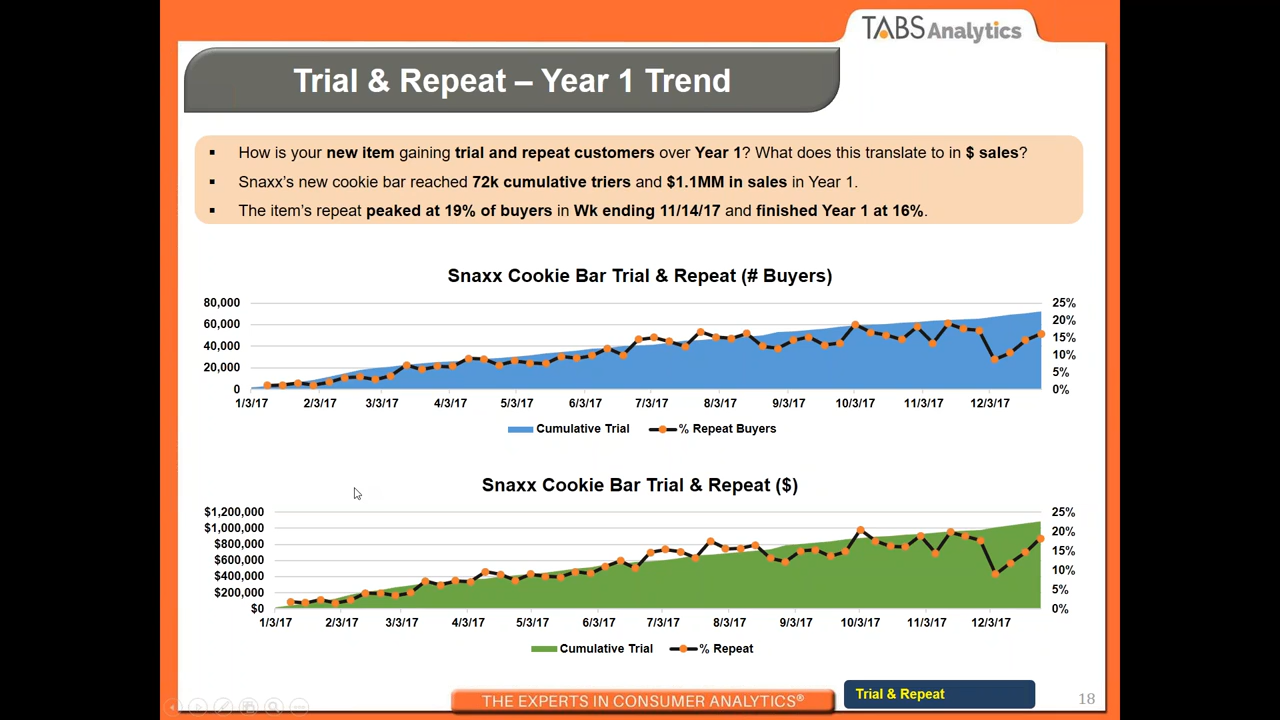 TABS Analytics
Trial & Repeat – Year 1 Trend
▪ How is your new item gaining trial and repeat customers over Year 1? What does this translate to in $ sales?
▪ Snaxx's new cookie bar reached 72k cumulative triers and $1.1MM in sales in Year 1.
▪ The item's repeat peaked at 19% of buyers in Wk ending 11/14/17 and finished Year 1 at 16%.
Snaxx Cookie Bar Trial & Repeat (# Buyers)
80,000 25%
60,000 20%
15%
40,000 10%
20,000 5%
0 0%
1/3/17 2/3/17 3/3/17 4/3/17 5/3/17 6/3/17 7/3/17 8/3/17 9/3/17 10/3/17 11/3/17 12/3/17
Cumulative Trial % Repeat Buyers
Snaxx Cookie Bar Trial & Repeat ($)
$1,200,000 25%
$1,000,000 20%
$800,000
$600,000 15%
$400,000 10%
$200,000 5%
$0 0%
1/3/17 2/3/17 3/3/17 4/3/17 5/3/17 6/3/17 7/3/17 8/3/17 9/3/17 10/3/17 11/3/17 12/3/17
Cumulative Trial % Repeat
THE EXPERTS IN CONSUMER ANALYTICS® Trial & Repeat 18